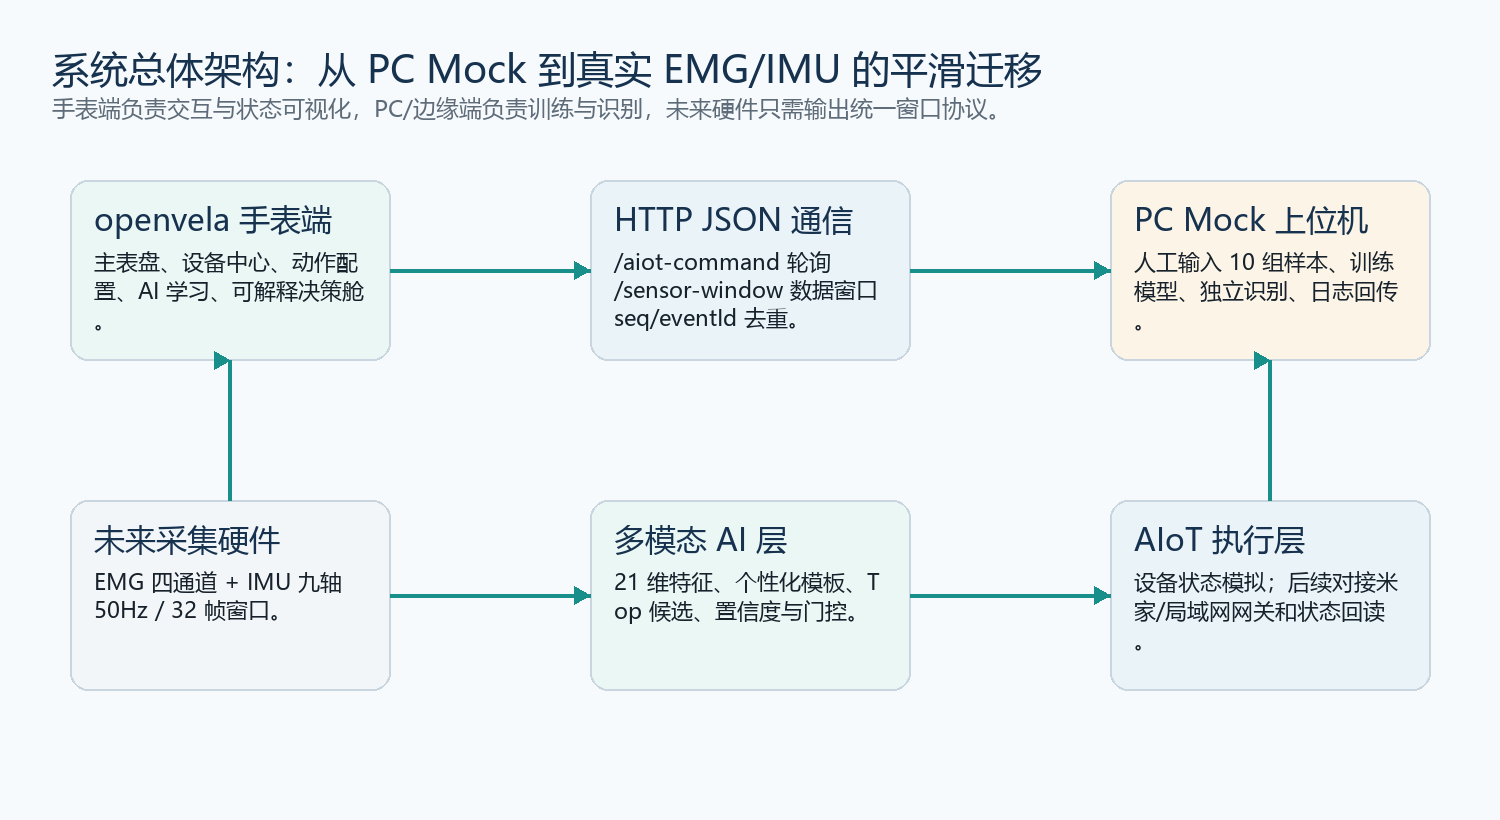 系统总体架构：从 PC Mock 到真实 EMG/IMU 的平滑迁移
手表端负责交互与状态可视化，PC/边缘端负责训练与识别，未来硬件只需输出统一窗口协议。
openvela 手表端
主表盘、设备中心、动作配
置、AI 学习、可解释决策舱
。
HTTP JSON 通信
/aiot-command 轮询
/sensor-window 数据窗口
seq/eventId 去重。
PC Mock 上位机
人工输入 10 组样本、训练
模型、独立识别、日志回传
。
未来采集硬件
EMG 四通道 + IMU 九轴
50Hz / 32 帧窗口。
多模态 AI 层
21 维特征、个性化模板、T
op 候选、置信度与门控。
AIoT 执行层
设备状态模拟；后续对接米
家/局域网网关和状态回读
。